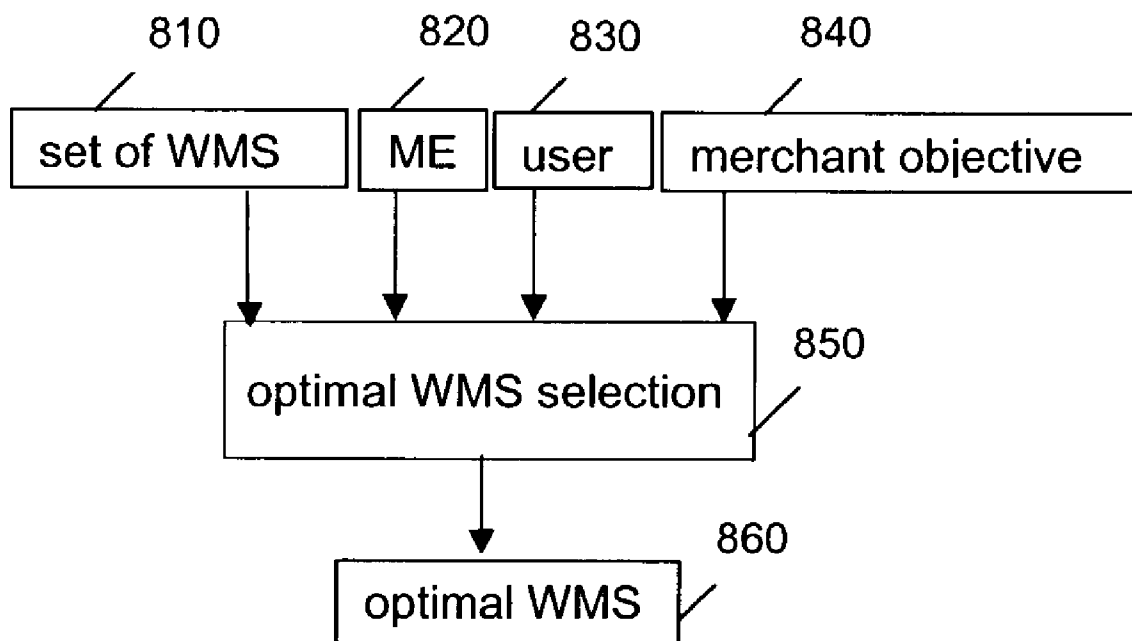 810 820 830 840
set of WMS ME user merchant objective
850
optimal WMS selection
860
optimal WMS